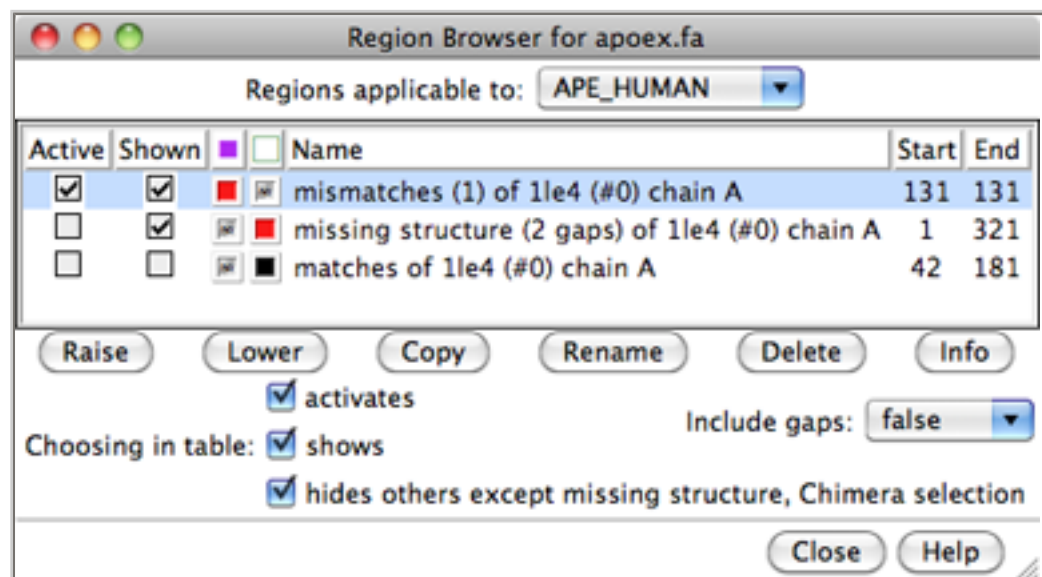 Region Browser for apoex.fa
Regions applicable to: APE_HUMAN
Active Shown Name Start End
mismatches (1) of 1le4 (#0) chain A 131 131
missing structure (2 gaps) of 1le4 (#0) chain A 1 321
matches of 1le4 (#0) chain A 42 181
Raise Lower Copy Rename Delete Info
activates
Include gaps: false
Choosing in table: shows
hides others except missing structure, Chimera selection
Close Help